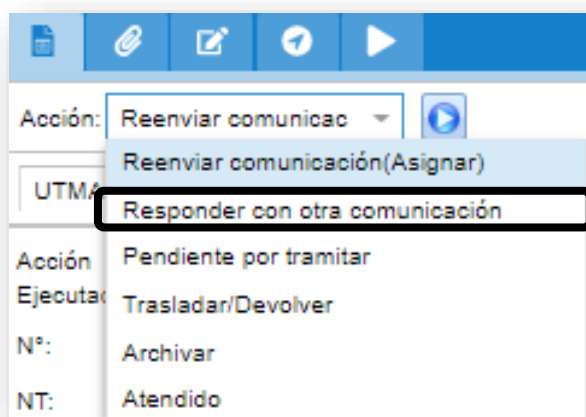 Acción: Reenviar comunicac
Reenviar comunicación(Asignar)
UTMA
Responder con otra comunicación
Acción
Pendiente por tramitar
Ejecutac
Trasladar/Devolver
N°:
Archivar
NT:
Atendido